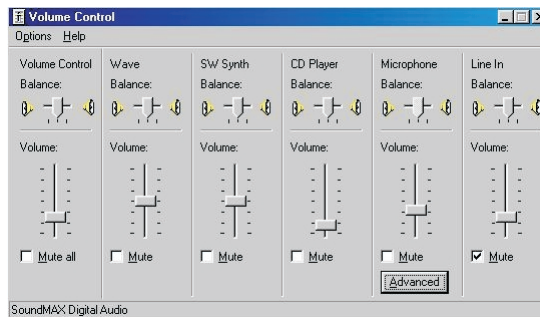 Volume Control
Options Help
Volume Control Wave SW Synth CD Player Microphone Line In
Balance: Balance: Balance: Balance: Balance: Balance:
Volume: Volume: Volume: Volume: Volume: Volume:
Mute all Mute Mute Mute Mute Mute
Advanced
SoundMAX Digital Audio